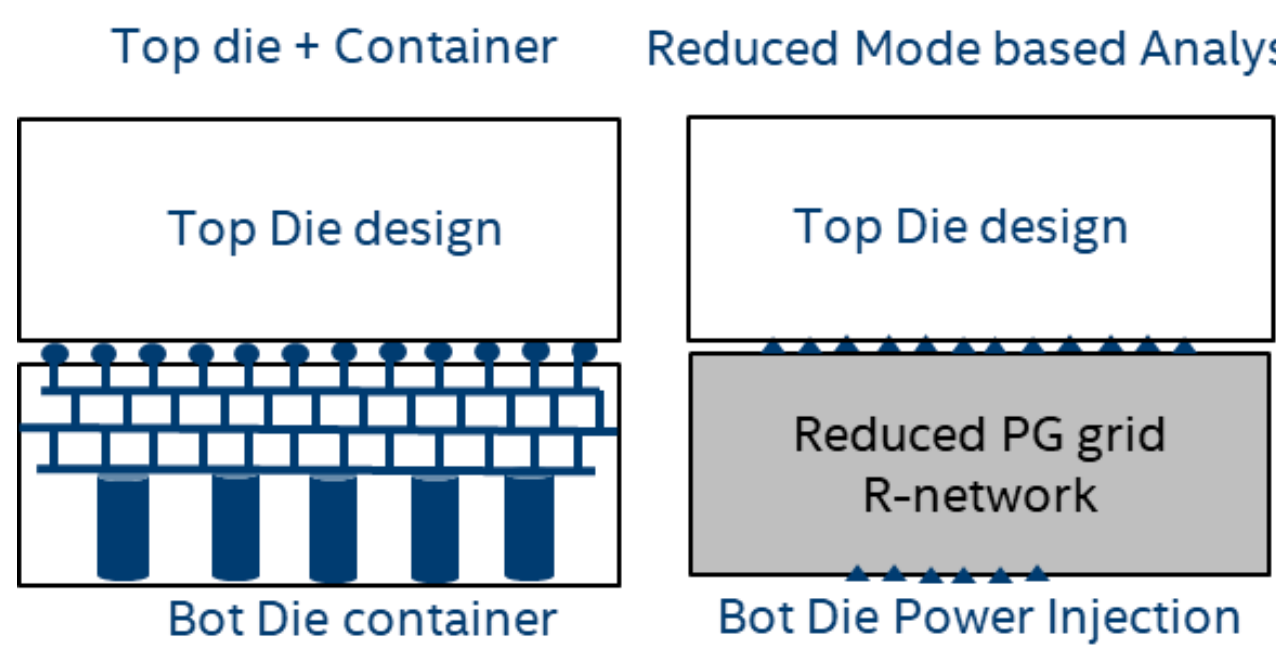 Top die + Container
Reduced Mode based Analys
Top Die design
Top Die design
Reduced PG grid
R-network
Bot Die container
Bot Die Power Injection